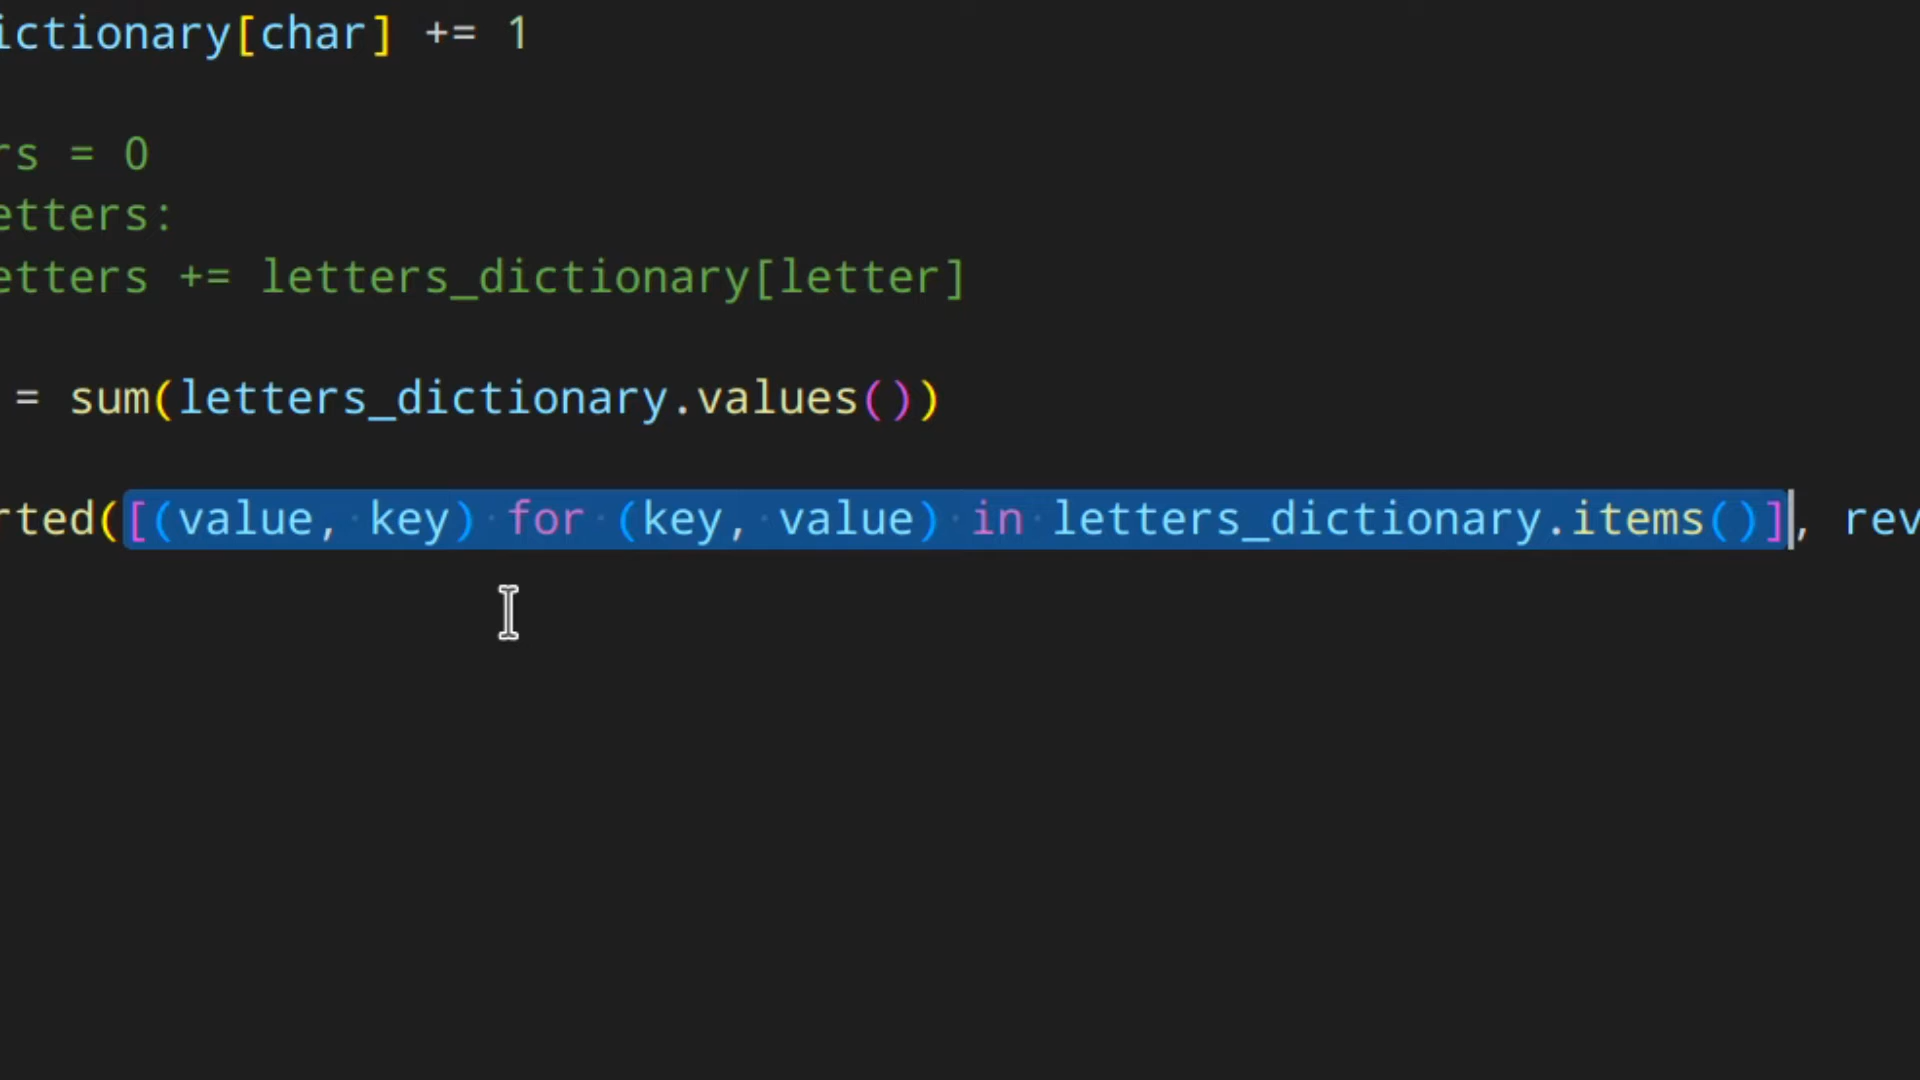 ictionary[char] += 1
rs = 0
etters:
etters += letters_dictionary[letter]
= sum(letters_dictionary.values())
rted([(value, key) for (key, value) in letters_dictionary.items()], rev